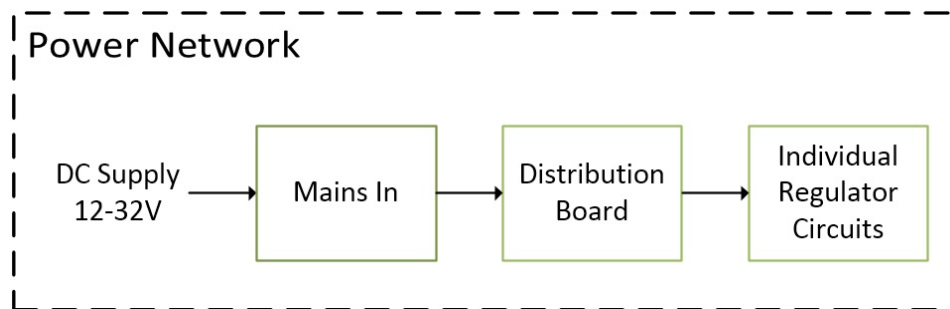 Power Network
DC Supply
12-32V
Mains In
Distribution
Board
Individual
Regulator
Circuits